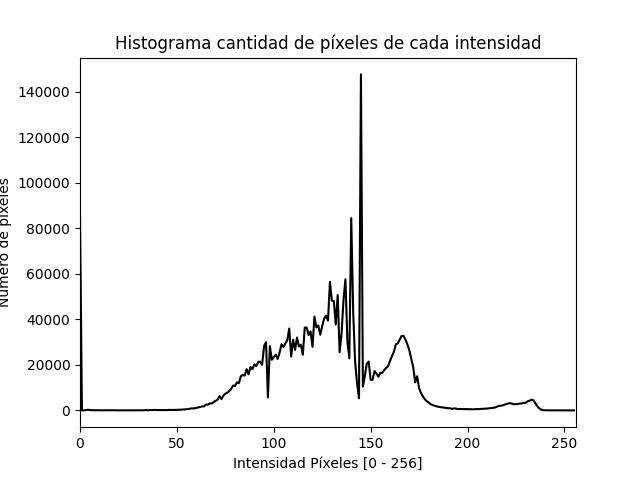 Histograma cantidad de píxeles de cada intensidad
Número de píxeles
140000
120000
100000
80000
60000
40000
20000
0
0 50 100 150 200 250
Intensidad Píxeles [0 - 256]